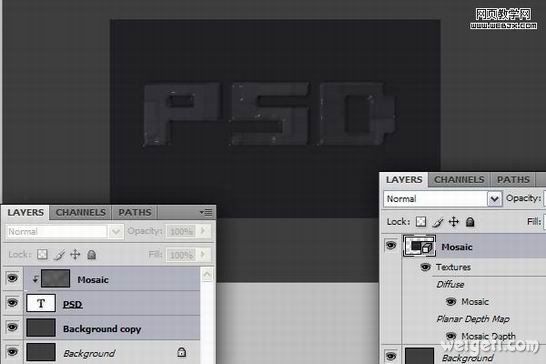 网页教学网
www.webjx.com
PSD
LAYERS CHANNELS PATHS
Normal Opacity: 100%
Lock: Fill: 100%
Mosaic
T PSD
Background copy
Background
LAYERS CHANNELS PATHS
Normal Opacity:
Lock: Fill:
Mosaic
Textures
Diffuse
Mosaic
Planar Depth Map
Mosaic Depth
Background